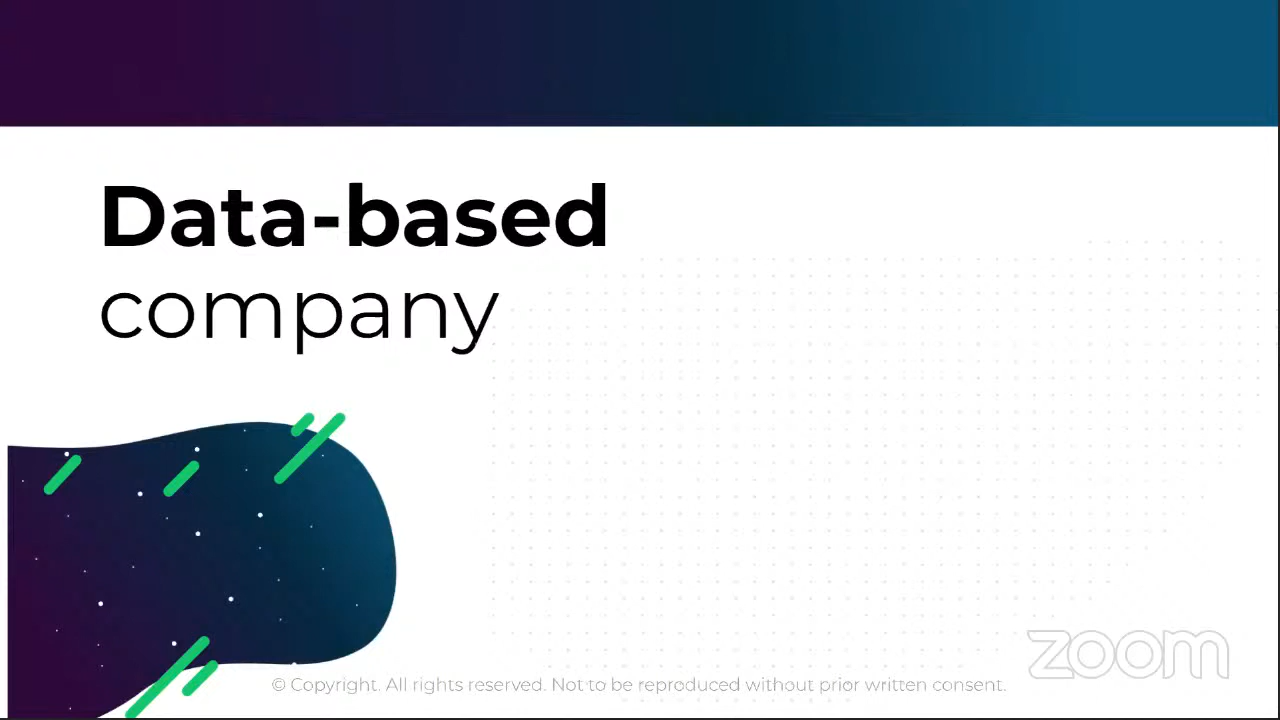 Data-based
company
zoom
© Copyright. All rights reserved. Not to be reproduced without prior written consent.